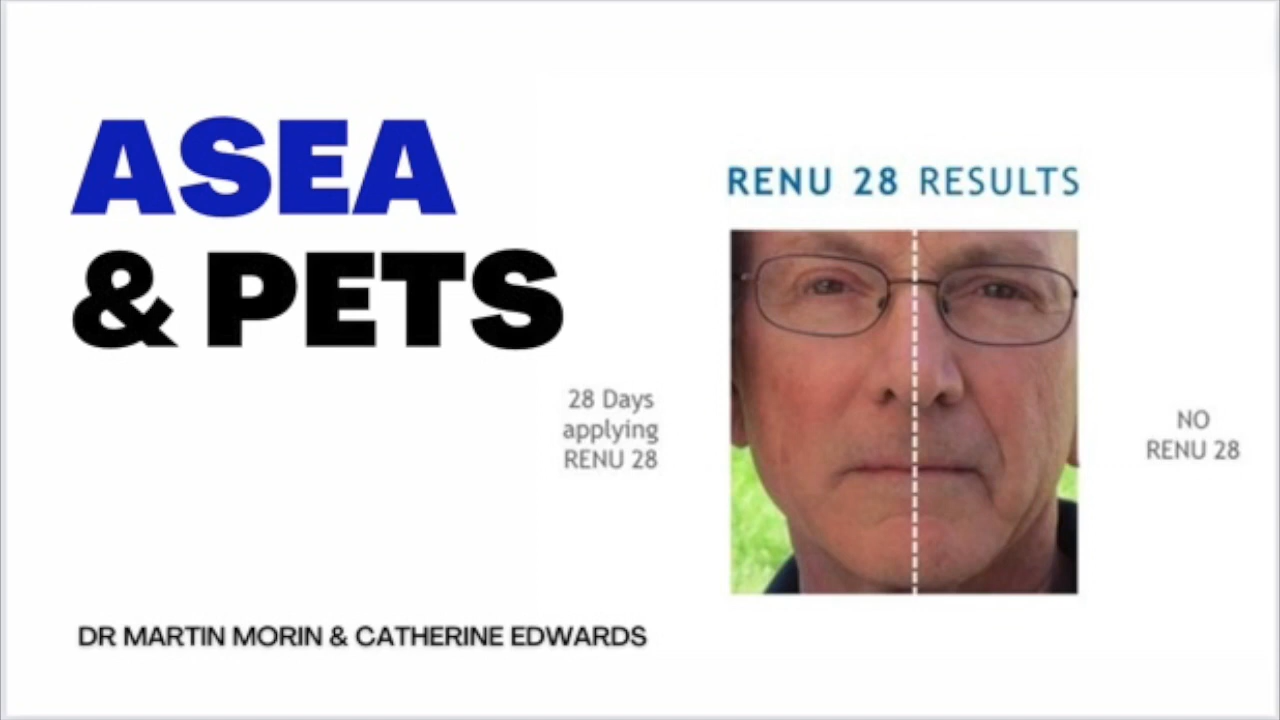 ASEA
& PETS
RENU 28 RESULTS
28 Days
applying
RENU 28
NO
RENU 28
DR MARTIN MORIN & CATHERINE EDWARDS